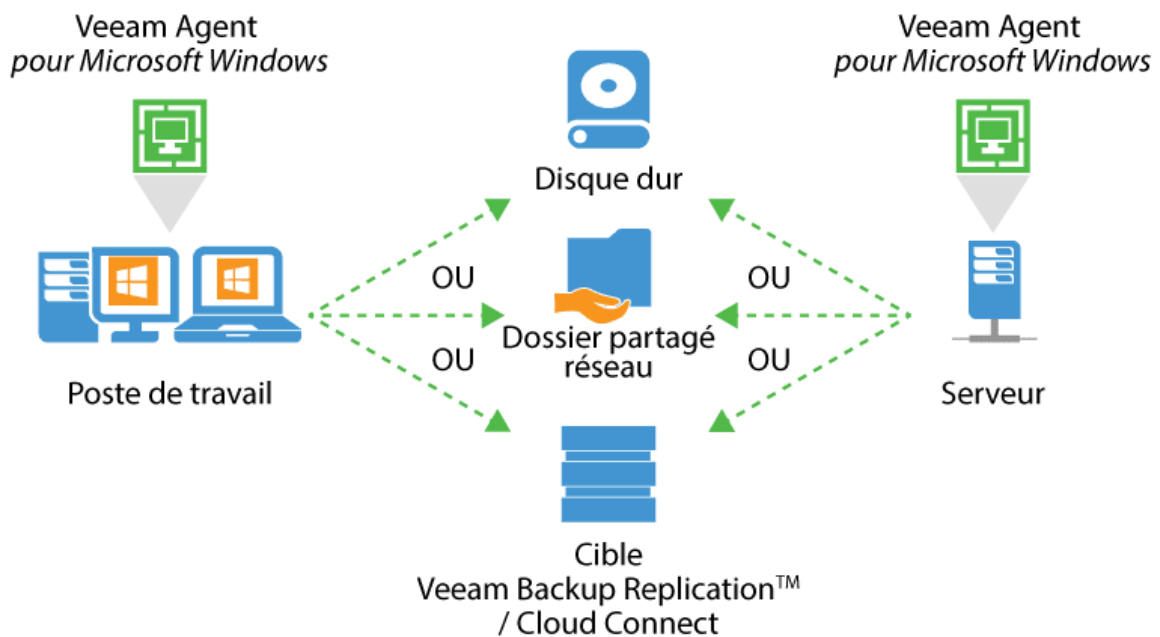 Veeam Agent
pour Microsoft Windows
Veeam Agent
pour Microsoft Windows
Disque dur
OU
OU
Dossier partagé
réseau
OU
OU
Poste de travail
Serveur
Cible
Veeam Backup Replication™
/ Cloud Connect